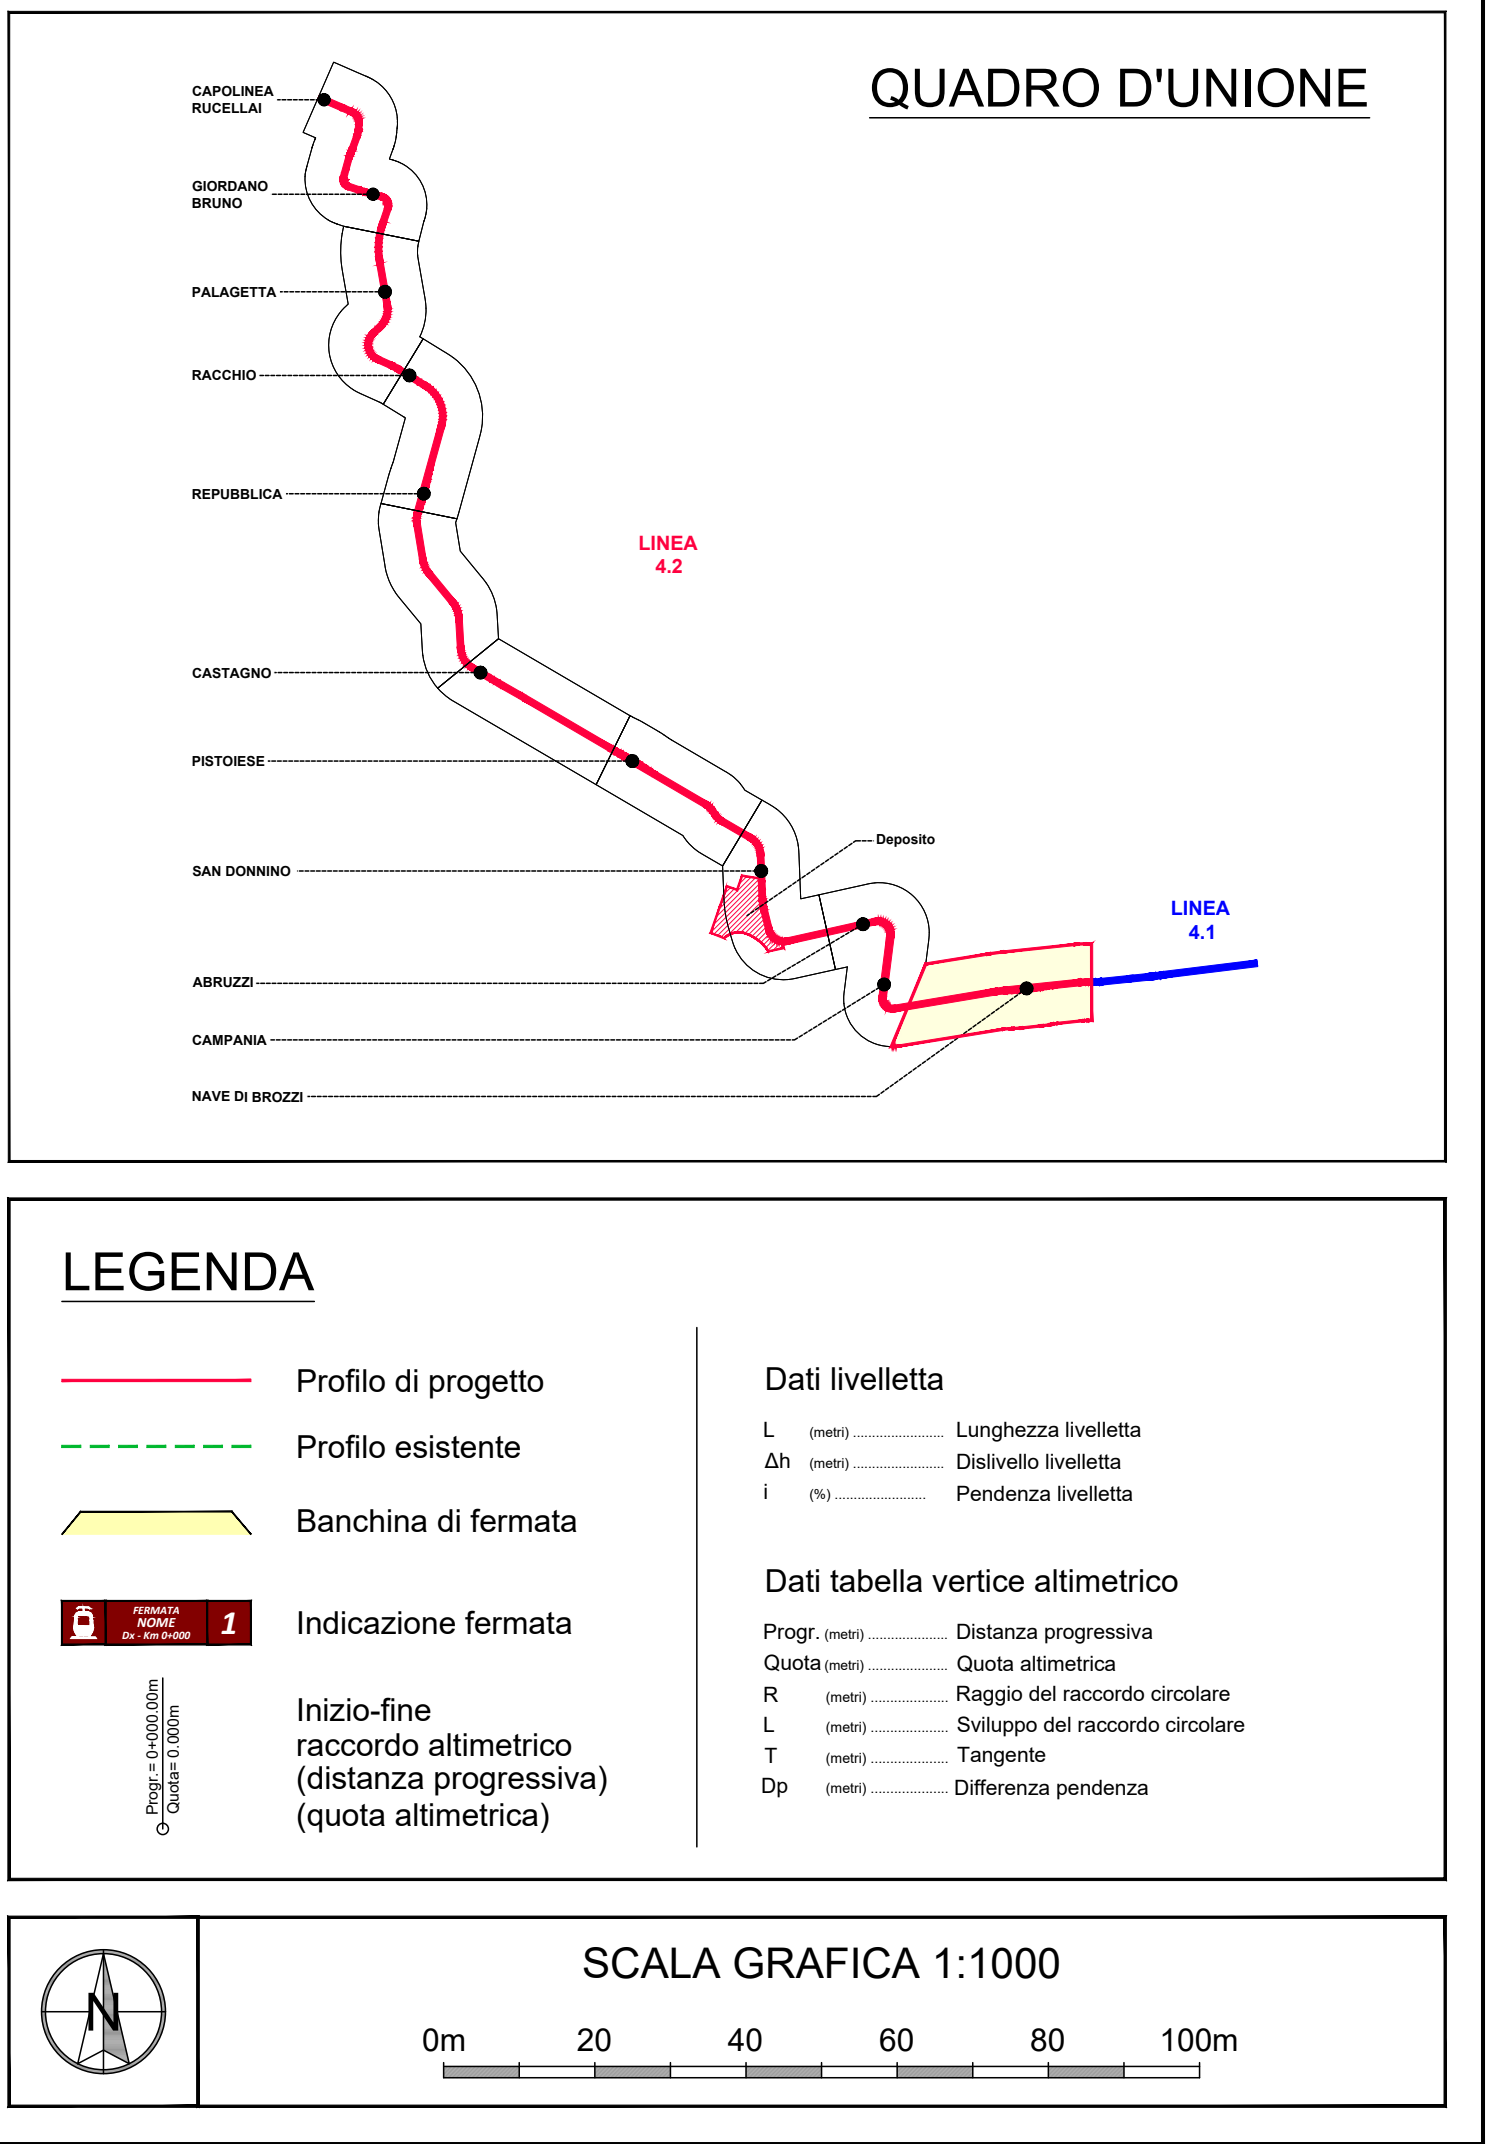 QUADRO D'UNIONE
CAPOLINEA
RUCELLAI
GIORDANO
BRUNO
PALAGETTA
RACCHIO
REPUBBLICA
LINEA
4.2
CASTAGNO
PISTOIESE
Deposito
SAN DONNINO
LINEA
4.1
ABRUZZI
CAMPANIA
NAVE DI BROZZI
LEGENDA
Profilo di progetto
Profilo esistente
Banchina di fermata
FERMATA
NOME
Dx - Km 0+000
1
Indicazione fermata
Progr.= 0+000.00m
Quota= 0.000m
Inizio-fine
raccordo altimetrico
(distanza progressiva)
(quota altimetrica)
Dati livelletta
L (metri) ........................ Lunghezza livelletta
Δh (metri) ........................ Dislivello livelletta
i (%) ........................ Pendenza livelletta
Dati tabella vertice altimetrico
Progr. (metri) ..................... Distanza progressiva
Quota (metri) ..................... Quota altimetrica
R (metri) ..................... Raggio del raccordo circolare
L (metri) ..................... Sviluppo del raccordo circolare
T (metri) ..................... Tangente
Dp (metri) ..................... Differenza pendenza
N
SCALA GRAFICA 1:1000
0m 20 40 60 80 100m